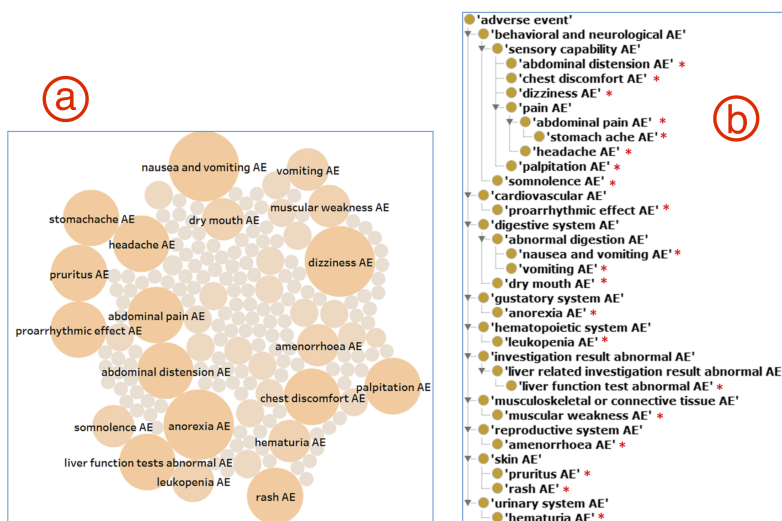 a
nausea and vomiting AE
vomiting AE
stomachache AE
dry mouth AE
muscular weakness AE
headache AE
dizziness AE
pruritus AE
abdominal pain AE
proarrhythmic effect AE
amenorrhoea AE
abdominal distension AE
palpitation AE
chest discomfort AE
somnolence AE
anorexia AE
hematuria AE
liver function tests abnormal AE
leukopenia AE
rash AE
b
'adverse event'
'behavioral and neurological AE'
'sensory capability AE'
'abdominal distension AE' *
'chest discomfort AE' *
'dizziness AE' *
'pain AE'
'abdominal pain AE' *
'stomach ache AE' *
'headache AE' *
'palpitation AE' *
'somnolence AE' *
'cardiovascular AE'
'proarrhythmic effect AE' *
'digestive system AE'
'abnormal digestion AE'
'nausea and vomiting AE' *
'vomiting AE' *
'dry mouth AE' *
'gustatory system AE'
'anorexia AE' *
'hematopoietic system AE'
'leukopenia AE' *
'investigation result abnormal AE'
'liver related investigation result abnormal AE
'liver function test abnormal AE' *
'musculoskeletal or connective tissue AE'
'muscular weakness AE' *
'reproductive system AE'
'amenorrhoea AE' *
'skin AE'
'pruritus AE' *
'rash AE' *
'urinary system AE'
'hematuria AE' *